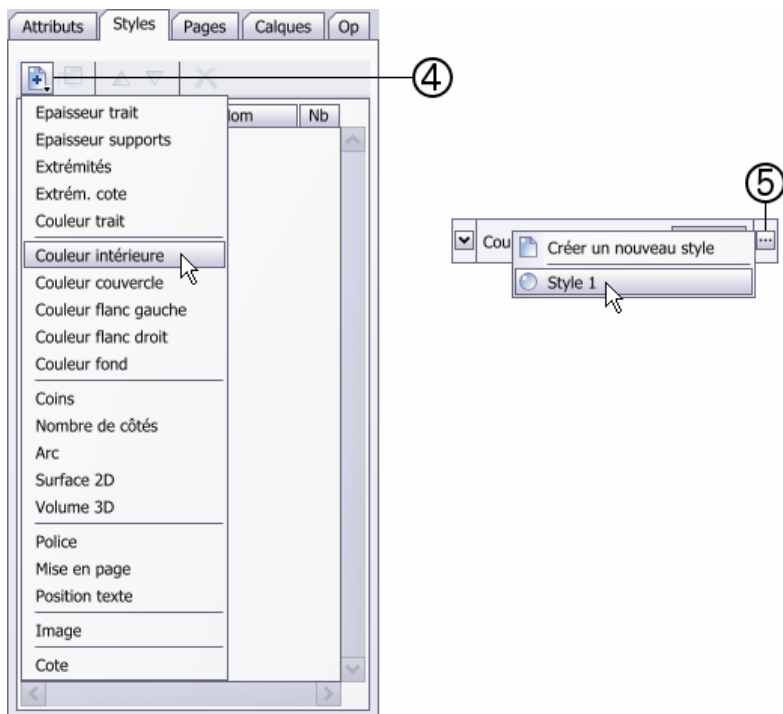 Attributs Styles Pages Calques Op
④
lom Nb
Epaisseur trait
Epaisseur supports
Extrémités
Extrém. cote
Couleur trait
Couleur intérieure
Couleur couvercle
Couleur flanc gauche
Couleur flanc droit
Couleur fond
Coins
Nombre de côtés
Arc
Surface 2D
Volume 3D
Police
Mise en page
Position texte
Image
Cote
⑤
Cou
Créer un nouveau style
Style 1